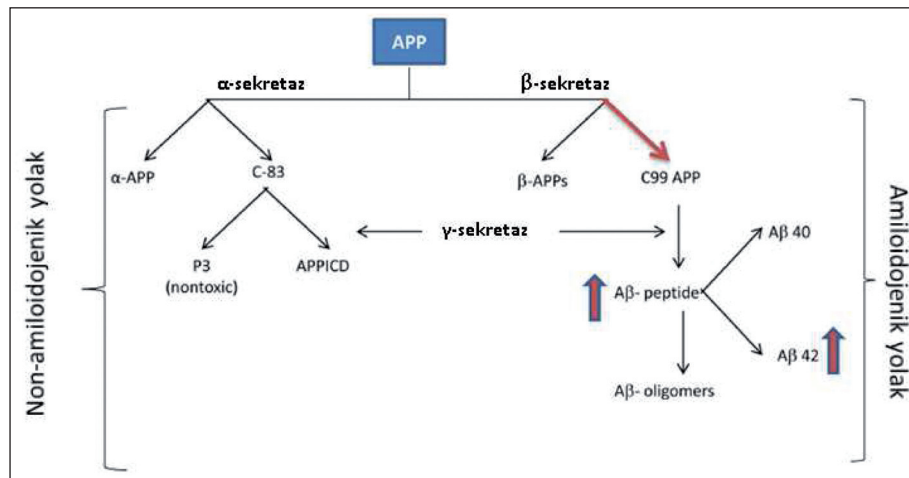 APP
α-sekretaz
β-sekretaz
Non-amiloidojenik yolak
α-APP
C-83
β-APPs
C99 APP
γ-sekretaz
P3
(nontoxic)
APPICD
Aβ 40
Aβ- peptide
Aβ 42
Aβ- oligomers
Amiloidojenik yolak